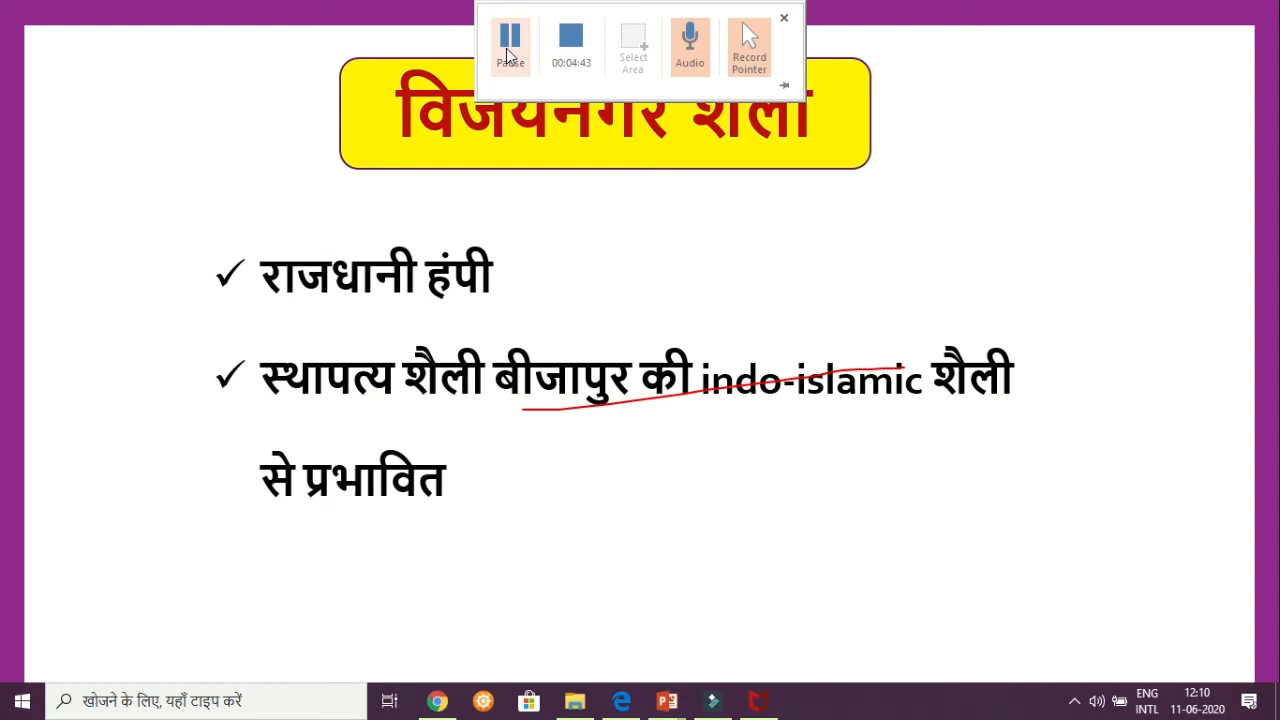 Pause
00:04:43
Select
Area
Audio
Record
Pointer
विजयनगर शैली
राजधानी हंपी
स्थापत्य शैली बीजापुर की indo-islamic शैली
से प्रभावित
खोजने के लिए, यहाँ टाइप करें
ENG
INTL
12:10
11-06-2020